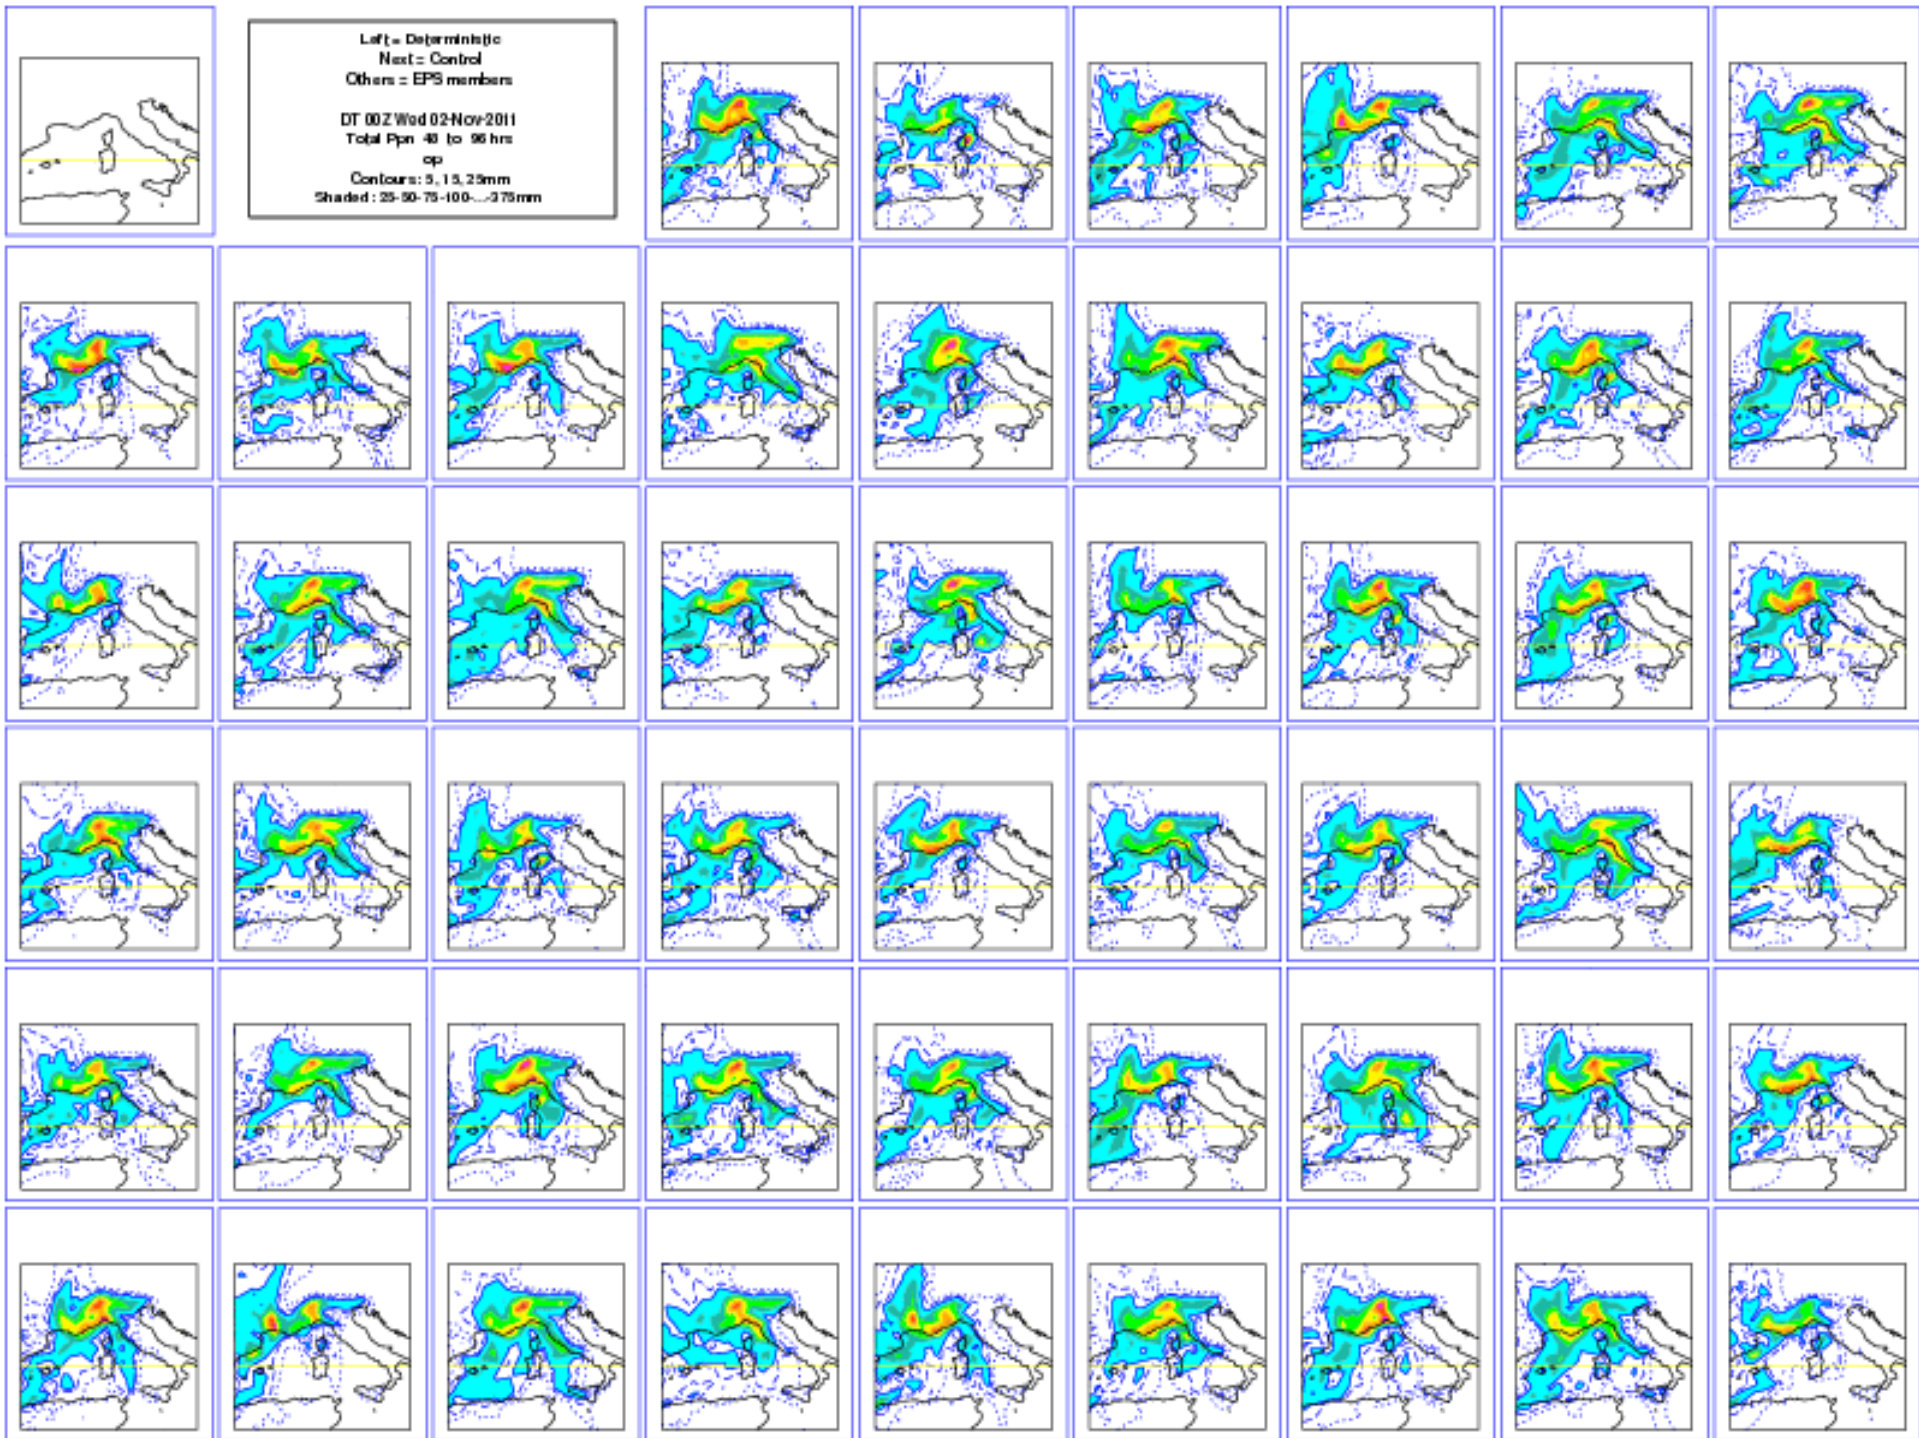 Left = Deterministic
Next = Control
Others = EPS members
DT 00Z Wed 02-Nov-2011
Total Ppn 48 to 96 hrs
op
Contours: 5, 15, 25mm
Shaded : 25-50-75-100-...-375mm